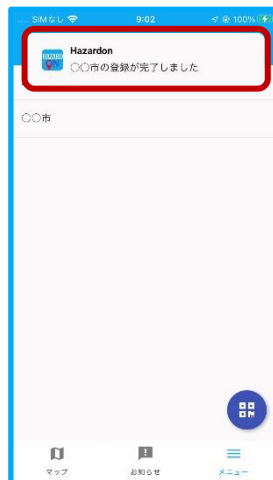 SIMなし 9:02 100%
HAZARD
Hazardon
○○市の登録が完了しました
○○市
マップ お知らせ メニュー